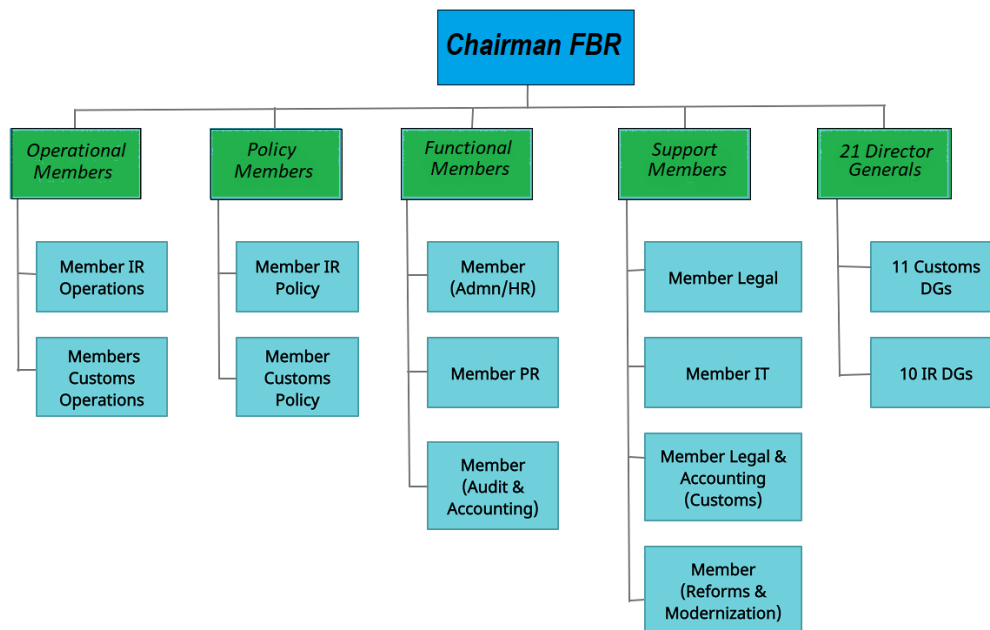 Chairman FBR
Operational
Members
Member IR
Operations
Members
Customs
Operations
Policy
Members
Member IR
Policy
Member
Customs
Policy
Functional
Members
Member
(Admn/HR)
Member PR
Member
(Audit &
Accounting)
Support
Members
Member Legal
Member IT
Member Legal &
Accounting
(Customs)
Member
(Reforms &
Modernization)
21 Director
Generals
11 Customs
DGs
10 IR DGs